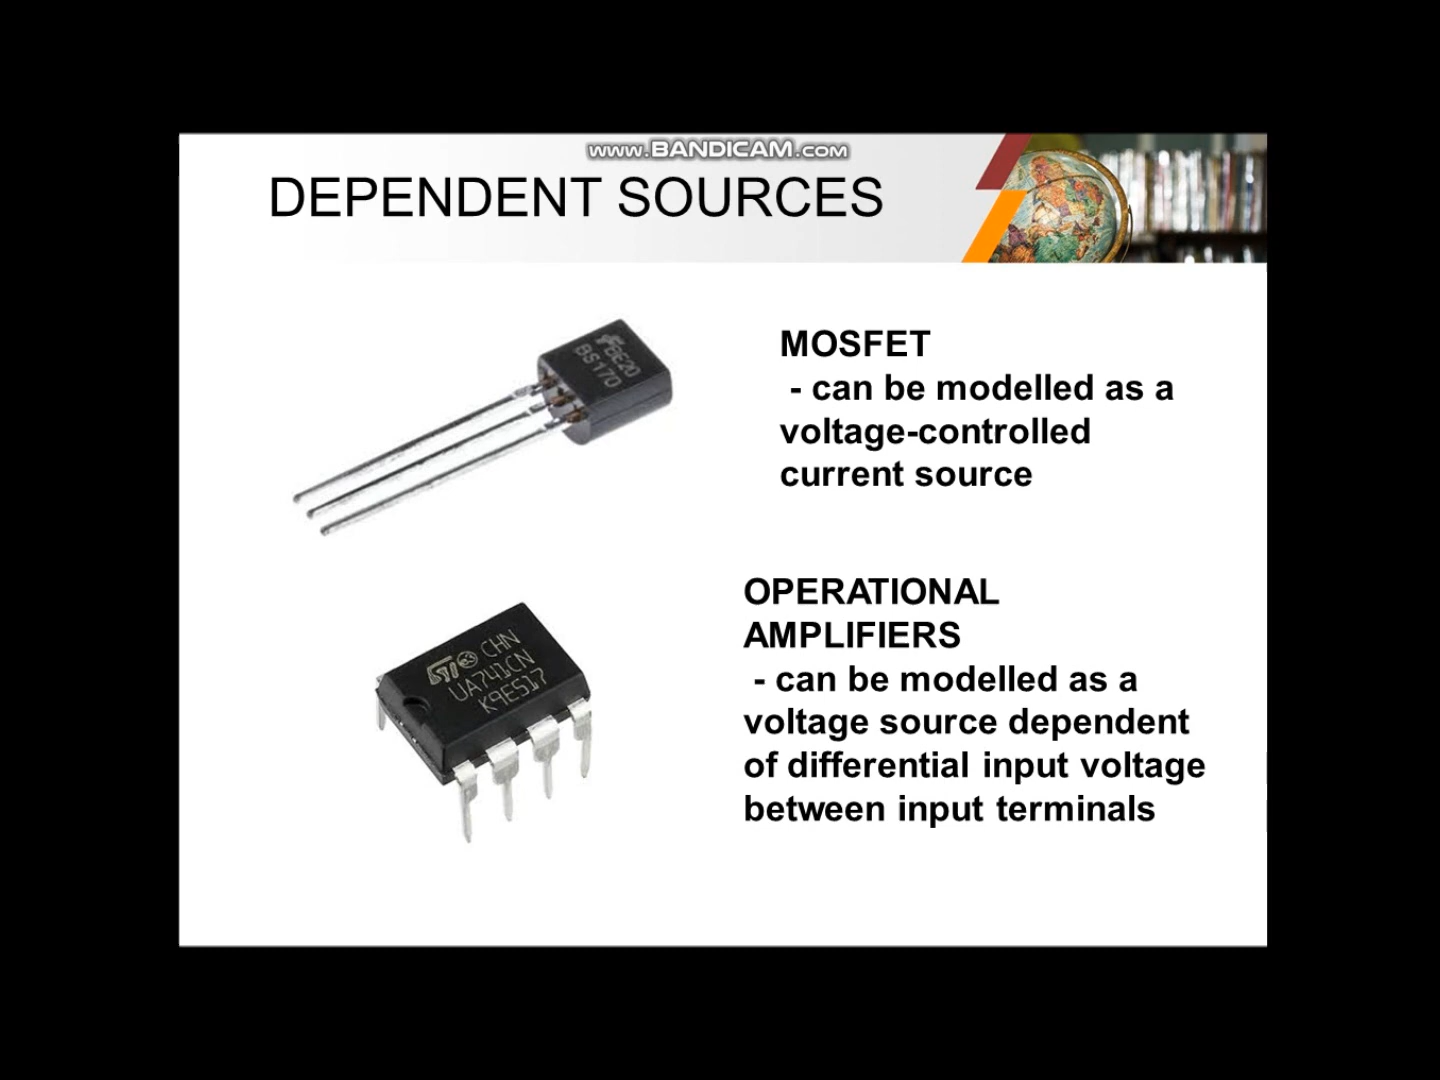 www.BANDICAM.com
DEPENDENT SOURCES
BE20
BS170
MOSFET
- can be modelled as a
voltage-controlled
current source
CHN
UA741CN
K9E517
OPERATIONAL
AMPLIFIERS
- can be modelled as a
voltage source dependent
of differential input voltage
between input terminals